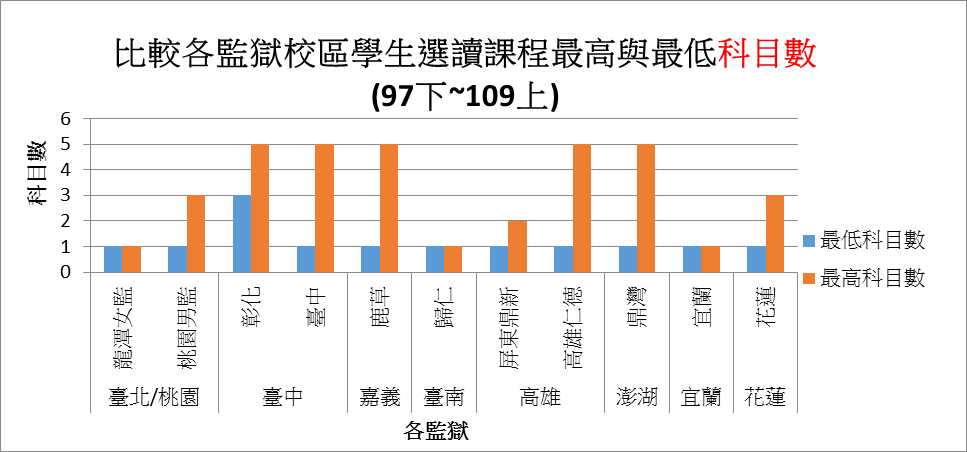 比較各監獄校區學生選讀課程最高與最低科目數
(97下~109上)
科目數
6
5
4
3
2
1
0
最低科目數
最高科目數
龍潭女監
桃園男監
彰化
臺中
鹿草
歸仁
屏東鼎新
高雄仁德
鼎灣
宜蘭
花蓮
臺北/桃園
臺中
嘉義
臺南
高雄
澎湖
宜蘭
花蓮
各監獄